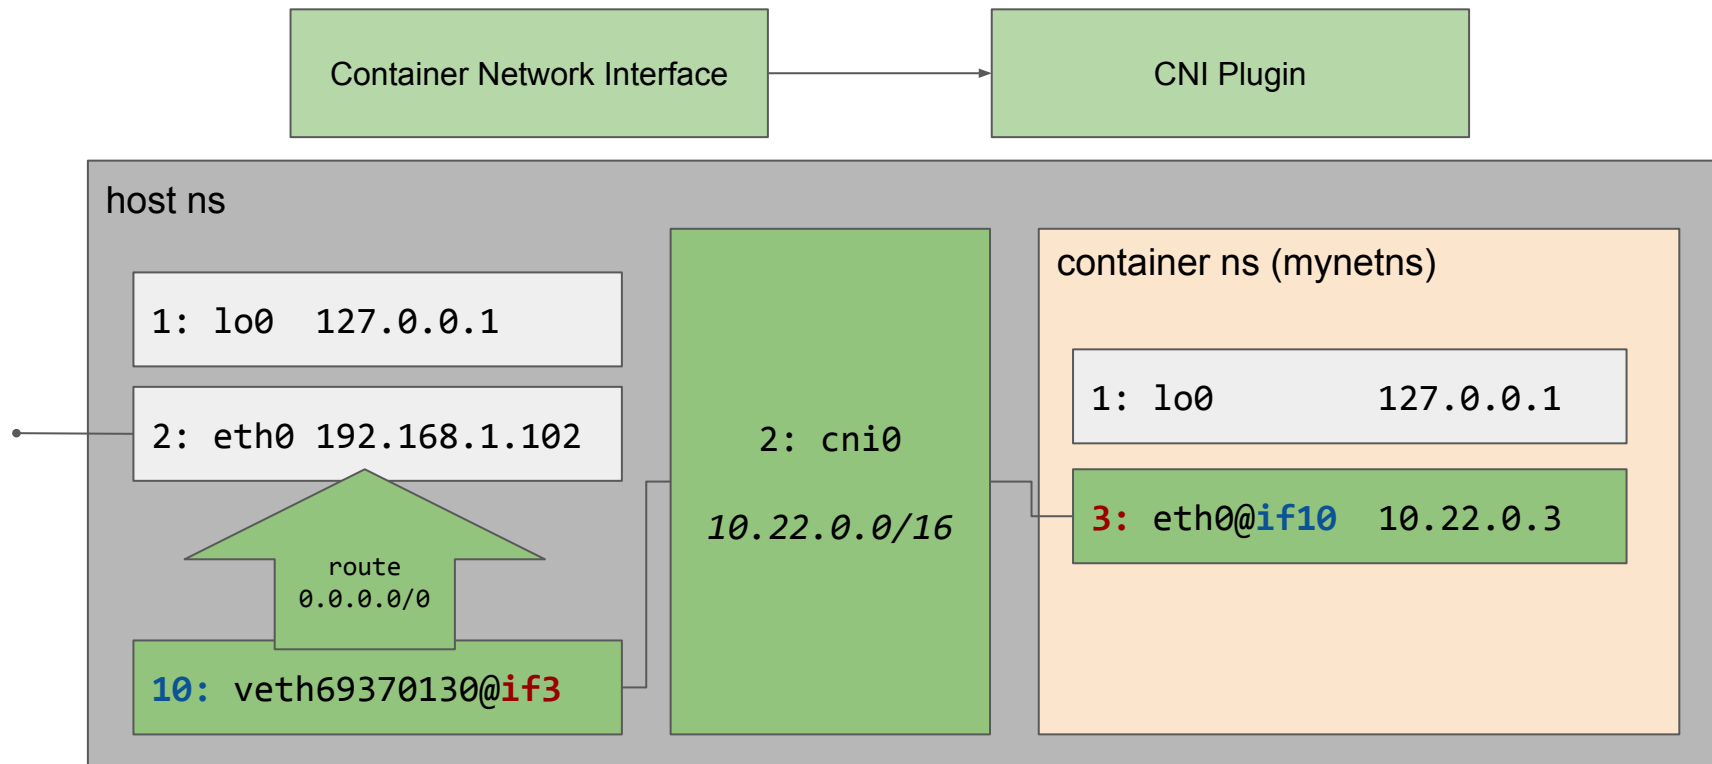 Container Network Interface
CNI Plugin
host ns
1: lo0 127.0.0.1
2: eth0 192.168.1.102
route
0.0.0.0/0
10: veth69370130@if3
2: cni0
10.22.0.0/16
container ns (mynetns)
1: lo0 127.0.0.1
3: eth0@if10 10.22.0.3